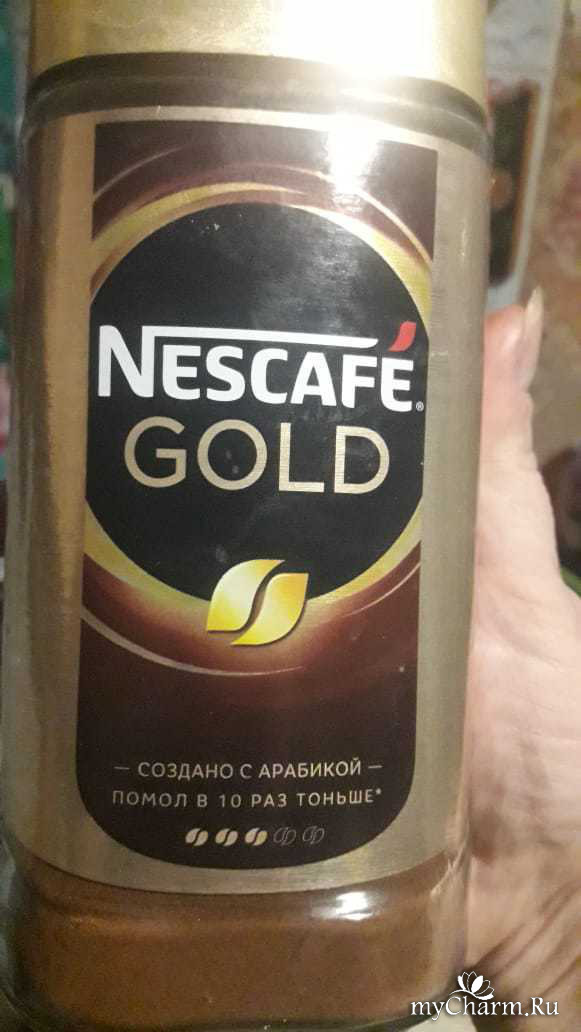 NESCAFÉ®
GOLD
— СОЗДАНО С АРАБИКОЙ —
ПОМОЛ В 10 РАЗ ТОНЬШЕ*
myCharm.Ru